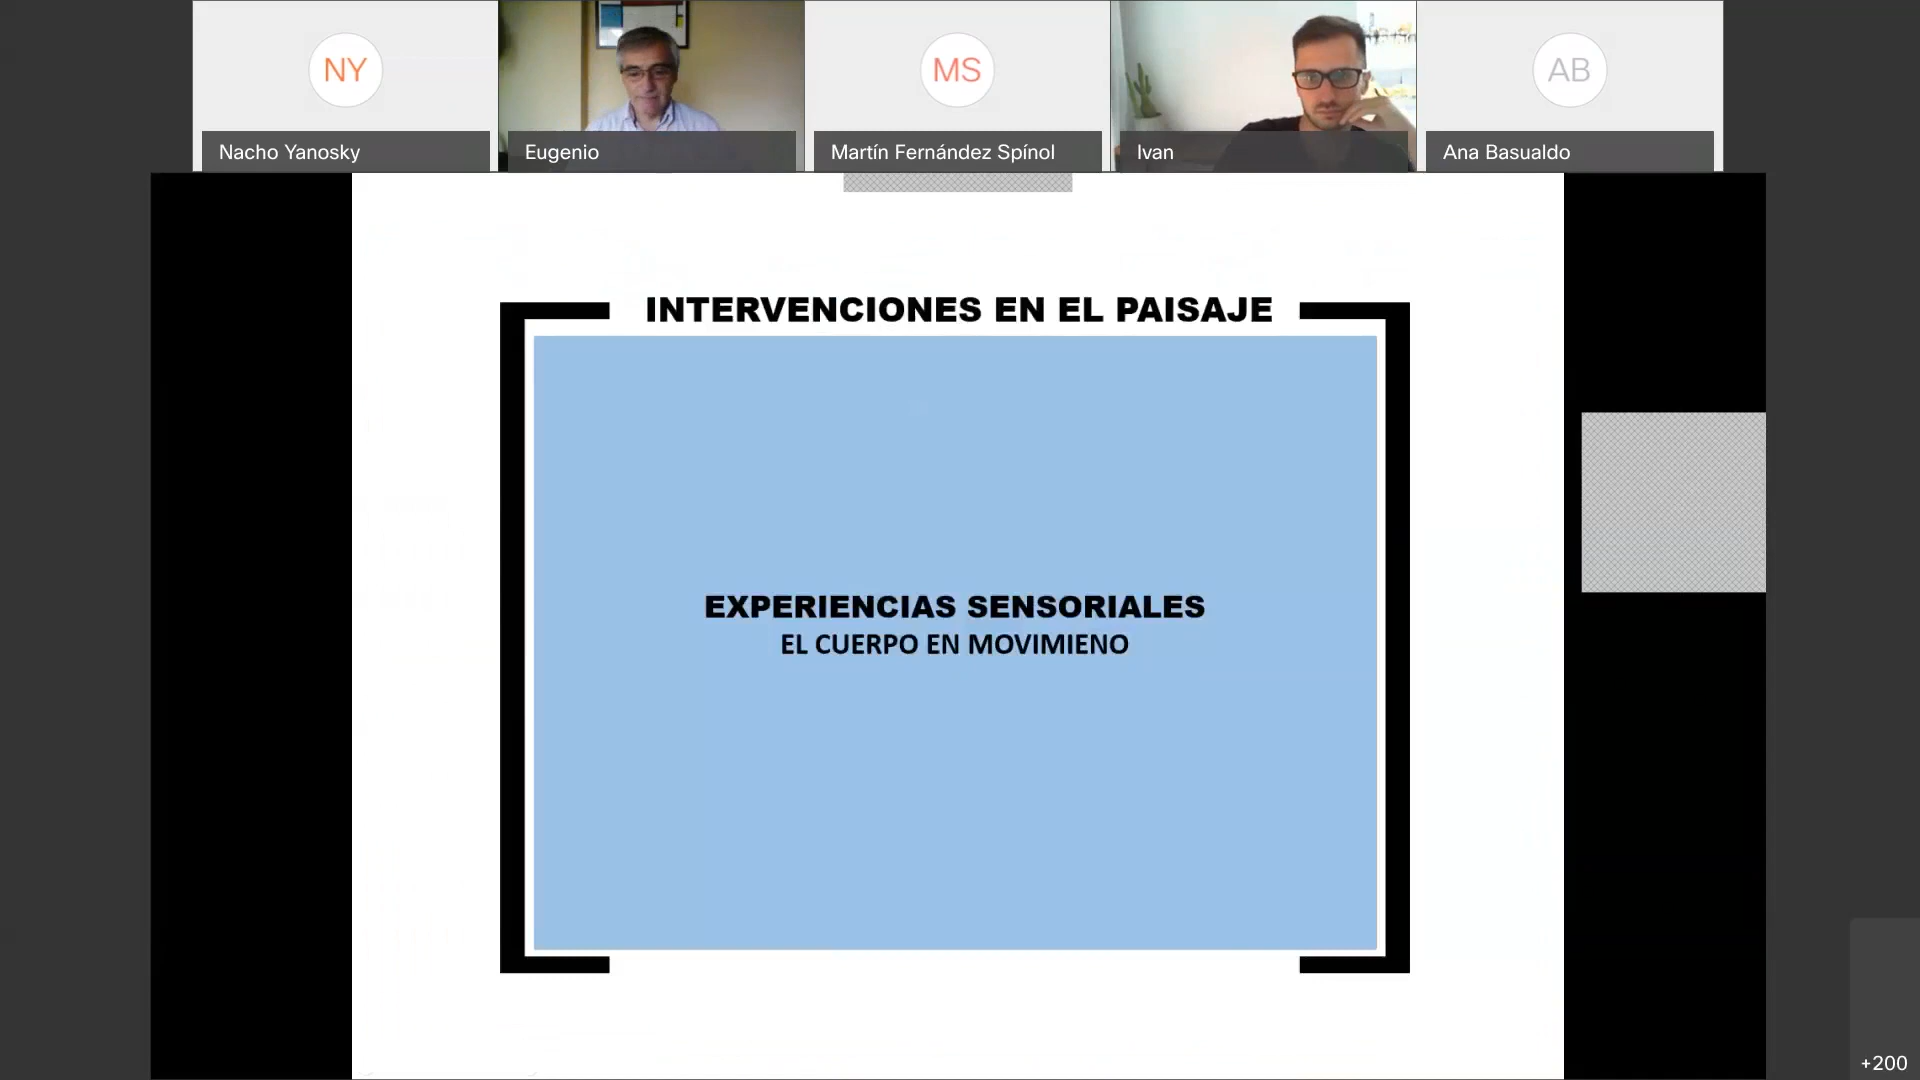 NY
MS
AB
Nacho Yanosky
Eugenio
Martín Fernández Spínol
Ivan
Ana Basualdo
INTERVENCIONES EN EL PAISAJE
EXPERIENCIAS SENSORIALES
EL CUERPO EN MOVIMIENO
+200